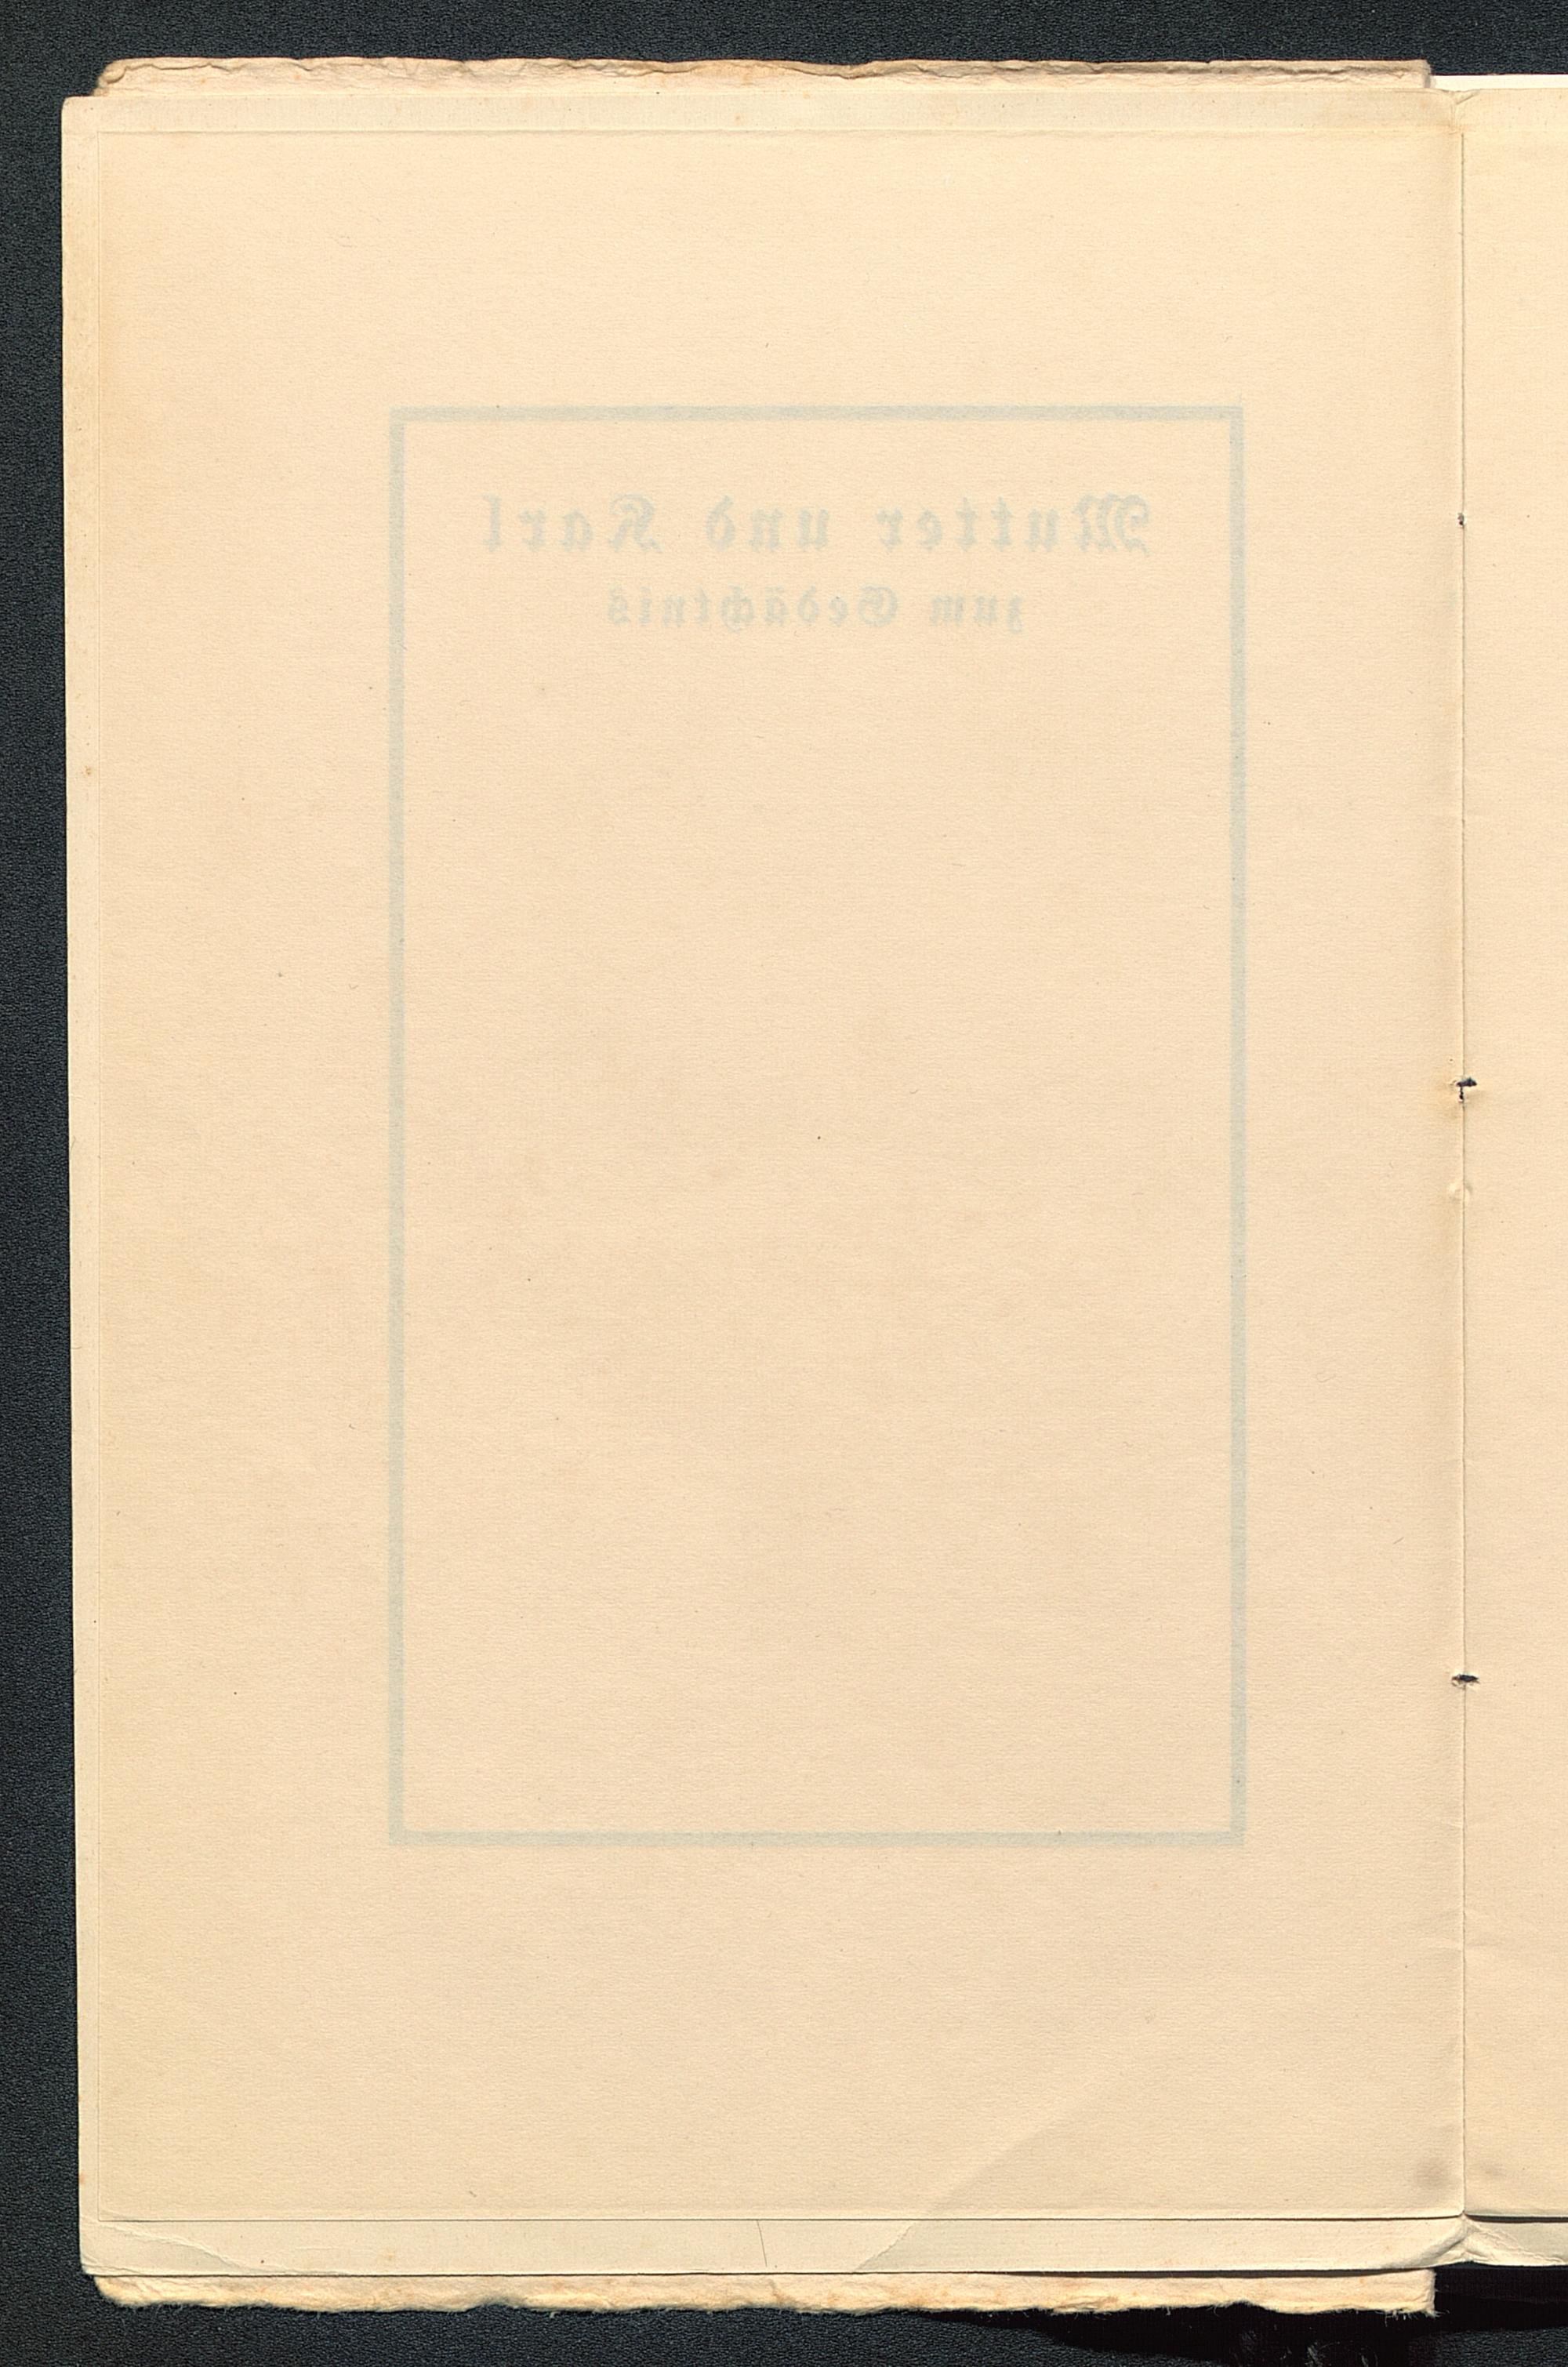 Mutter und Karl
zum Gedächtnis